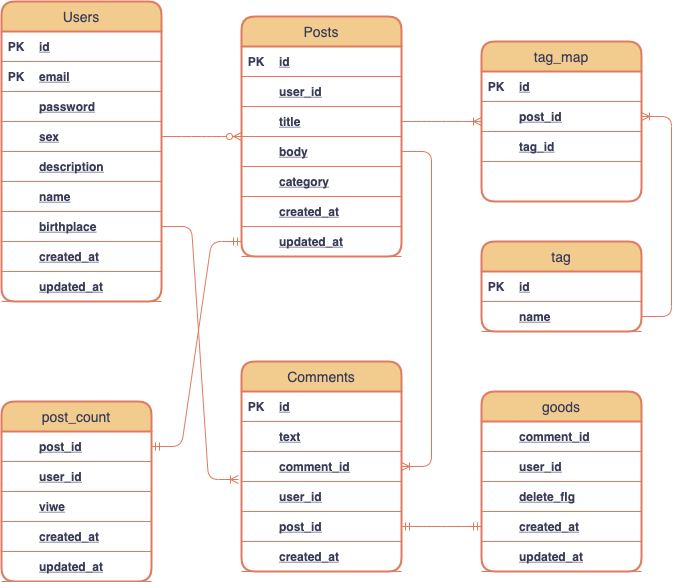 Users
PK id
PK email
password
sex
description
name
birthplace
created_at
updated_at
Posts
PK id
user_id
title
body
category
created_at
updated_at
tag_map
PK id
post_id
tag_id
tag
PK id
name
post_count
post_id
user_id
viwe
created_at
updated_at
Comments
PK id
text
comment_id
user_id
post_id
created_at
goods
comment_id
user_id
delete_flg
created_at
updated_at